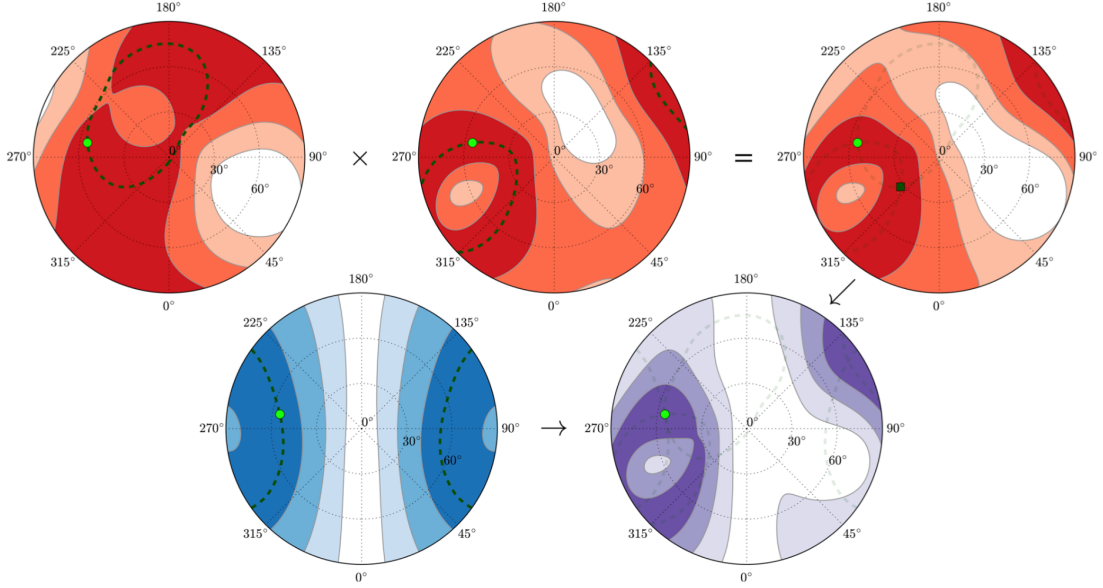 180° 180° 180°
225° 135° 225° 135° 225° 135°
270° 0° 90° × 270° 0° 90° = 270° 0° 90°
30° 30° 30°
60° 60° 60°
315° 45° 315° 45° 315° 45°
0° 0° 0°
180° 180°
225° 135° 225° 135°
270° 0° 90° → 270° 0° 90°
30° 30°
60° 60°
315° 45° 315° 45°
0° 0°